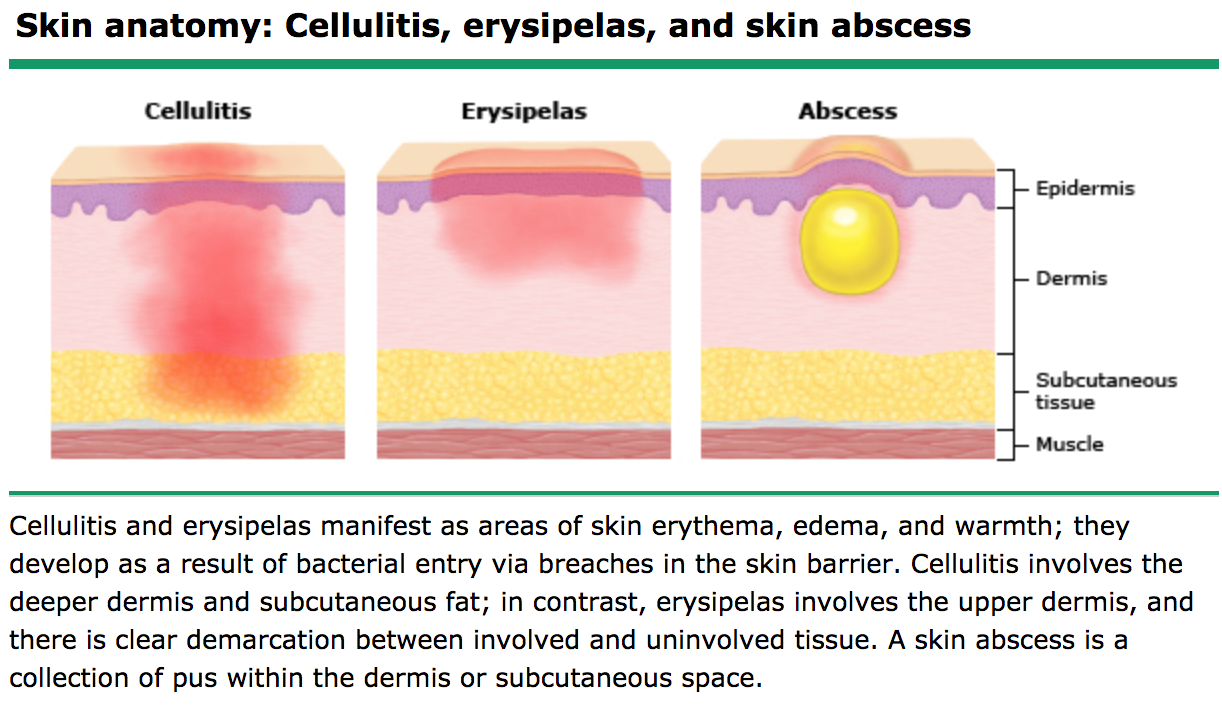 Skin anatomy: Cellulitis, erysipelas, and skin abscess
Cellulitis
Erysipelas
Abscess
Epidermis
Dermis
Subcutaneous
tissue
Muscle
Cellulitis and erysipelas manifest as areas of skin erythema, edema, and warmth; they
develop as a result of bacterial entry via breaches in the skin barrier. Cellulitis involves the
deeper dermis and subcutaneous fat; in contrast, erysipelas involves the upper dermis, and
there is clear demarcation between involved and uninvolved tissue. A skin abscess is a
collection of pus within the dermis or subcutaneous space.